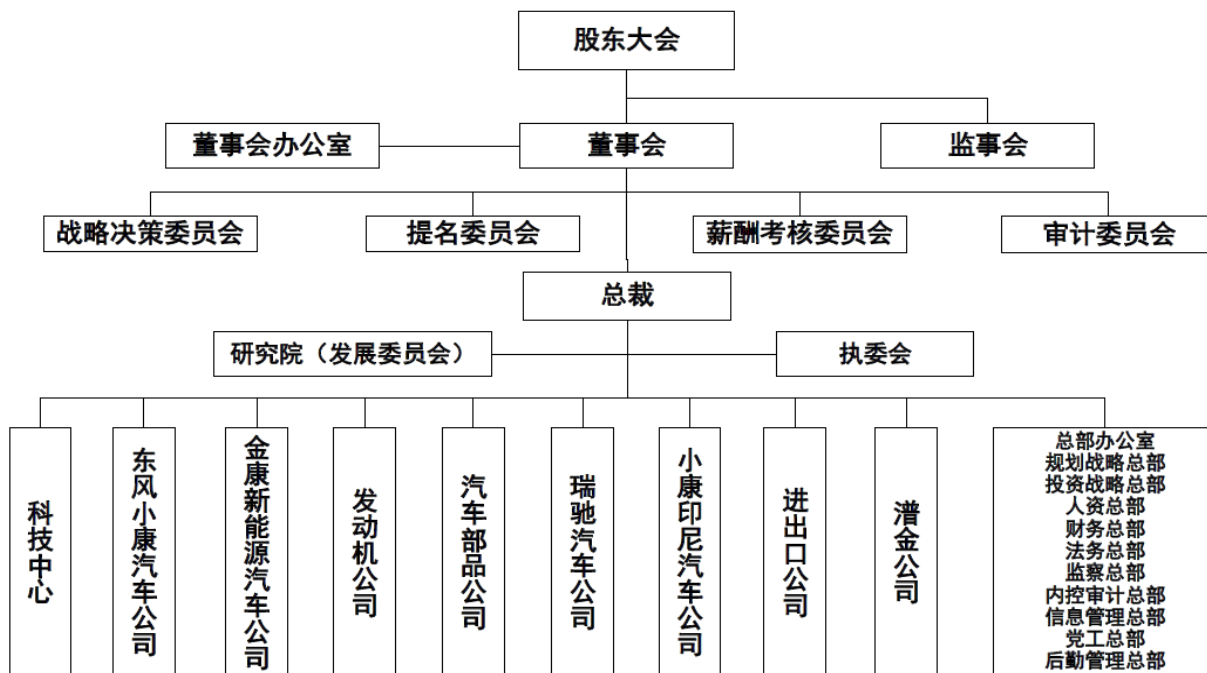 股东大会
董事会办公室
董事会
监事会
战略决策委员会
提名委员会
薪酬考核委员会
审计委员会
总裁
研究院（发展委员会）
执委会
科技中心
东风小康汽车公司
金康新能源汽车公司
发动机公司
汽车部品公司
瑞驰汽车公司
小康印尼汽车公司
进出口公司
潽金公司
总部办公室
规划战略总部
投资战略总部
人资总部
财务总部
法务总部
监察总部
内控审计总部
信息管理总部
党工总部
后勤管理总部